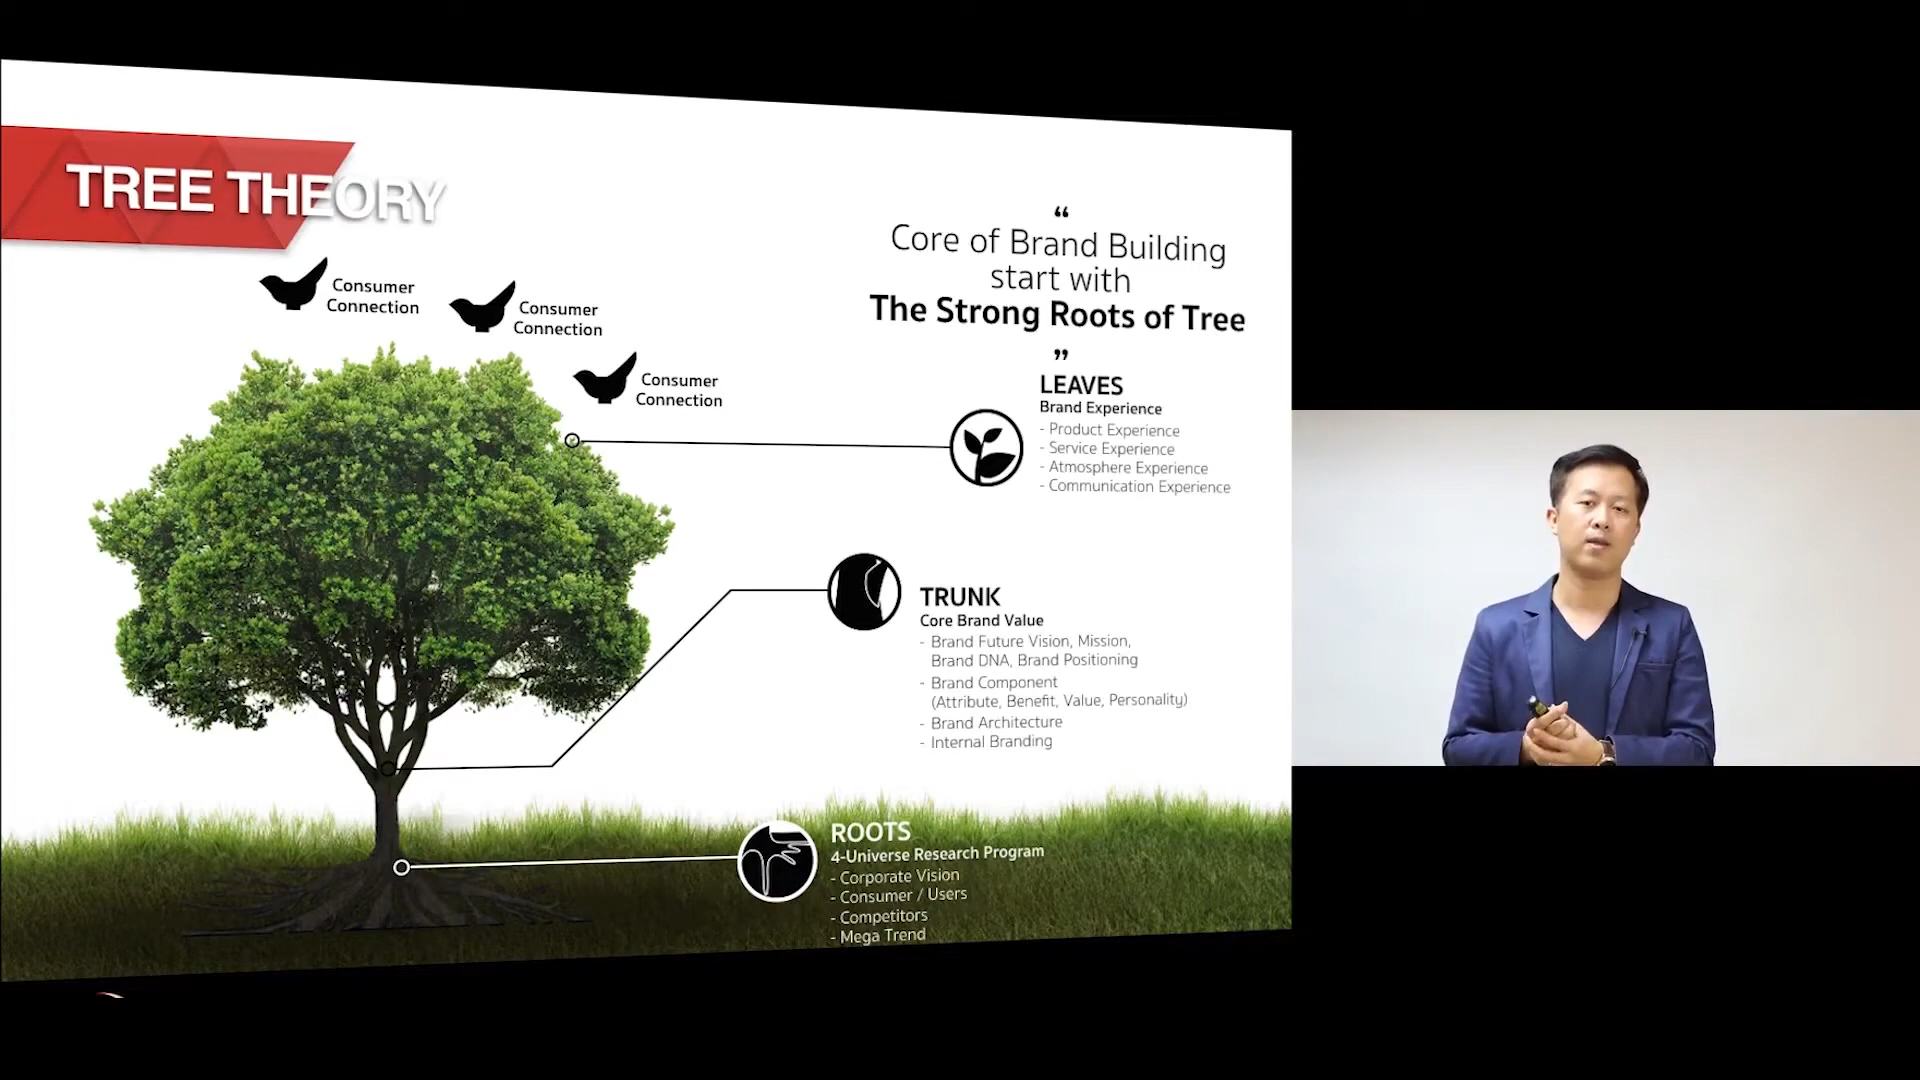 TREE THEORY
Consumer
Connection
Consumer
Connection
Consumer
Connection
“
Core of Brand Building
start with
The Strong Roots of Tree
”
LEAVES
Brand Experience
- Product Experience
- Service Experience
- Atmosphere Experience
- Communication Experience
TRUNK
Core Brand Value
- Brand Future Vision, Mission,
Brand DNA, Brand Positioning
- Brand Component
(Attribute, Benefit, Value, Personality)
- Brand Architecture
- Internal Branding
ROOTS
4-Universe Research Program
- Corporate Vision
- Consumer / Users
- Competitors
- Mega Trend